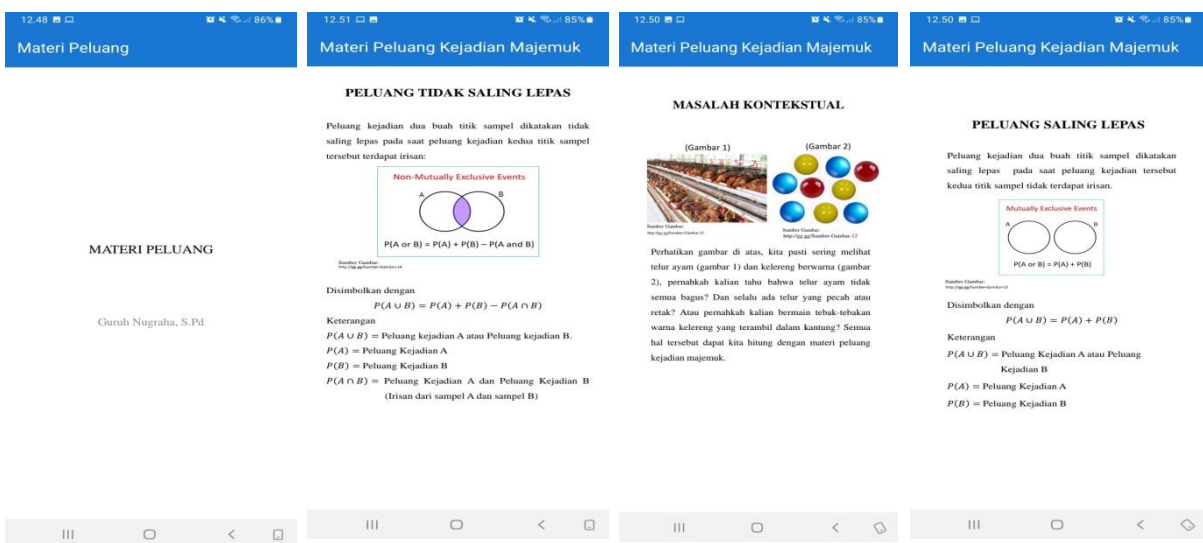 12.48
86%
Materi Peluang
MATERI PELUANG
Guruh Nugraha, S.Pd
12.51
85%
Materi Peluang Kejadian Majemuk
PELUANG TIDAK SALING LEPAS
Peluang kejadian dua buah titik sampel dikatakan tidak
saling lepas pada saat peluang kejadian kedua titik sampel
tersebut terdapat irisan:
Non-Mutually Exclusive Events
A B
P(A or B) = P(A) + P(B) – P(A and B)
Sumber Gambar:
Disimbolkan dengan
P(A ∪ B) = P(A) + P(B) − P(A ∩ B)
Keterangan
P(A ∪ B) = Peluang kejadian A atau Peluang kejadian B.
P(A) = Peluang Kejadian A
P(B) = Peluang Kejadian B
P(A ∩ B) = Peluang Kejadian A dan Peluang Kejadian B
(Irisan dari sampel A dan sampel B)
12.50
85%
Materi Peluang Kejadian Majemuk
MASALAH KONTEKSTUAL
(Gambar 1) (Gambar 2)
Sumber Gambar:
Sumber Gambar:
http://gg.gg/Sumber-Gambar-12
Perhatikan gambar di atas, kita pasti sering melihat
telur ayam (gambar 1) dan kelereng berwarna (gambar
2), pernahkah kalian tahu bahwa telur ayam tidak
semua bagus? Dan selalu ada telur yang pecah atau
retak? Atau pernahkah kalian bermain tebak-tebakan
warna kelereng yang terambil dalam kantung? Semua
hal tersebut dapat kita hitung dengan materi peluang
kejadian majemuk.
12.50
85%
Materi Peluang Kejadian Majemuk
PELUANG SALING LEPAS
Peluang kejadian dua buah titik sampel dikatakan
saling lepas pada saat peluang kejadian tersebut
kedua titik sampel tidak terdapat irisan.
Mutually Exclusive Events
A B
P(A or B) = P(A) + P(B)
Sumber Gambar:
Disimbolkan dengan
P(A ∪ B) = P(A) + P(B)
Keterangan
P(A ∪ B) = Peluang Kejadian A atau Peluang
Kejadian B
P(A) = Peluang Kejadian A
P(B) = Peluang Kejadian B